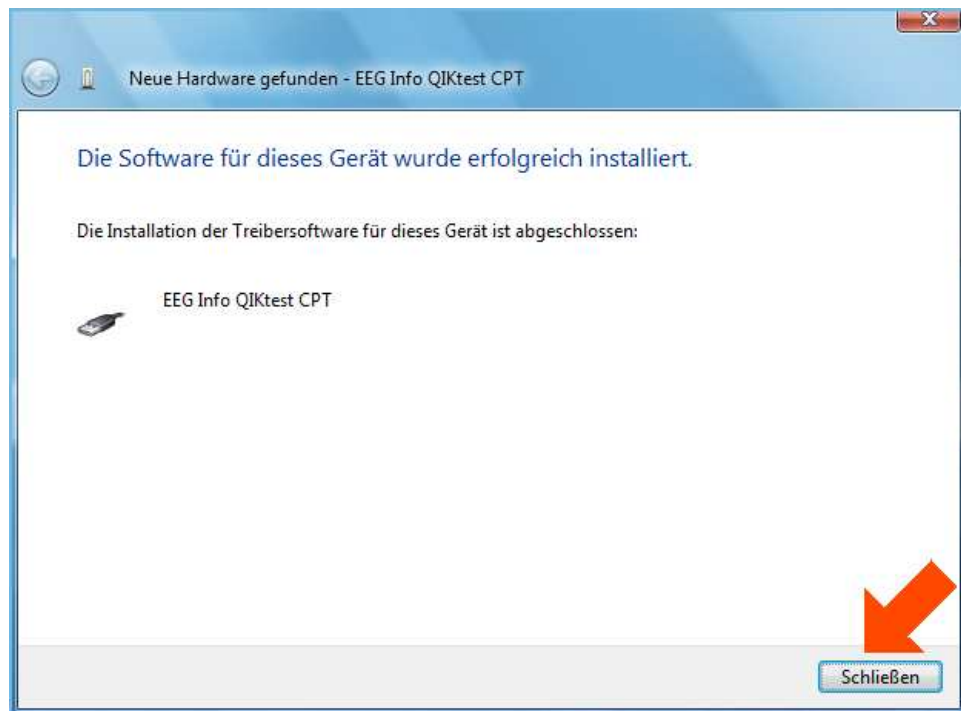 Neue Hardware gefunden - EEG Info QIKtest CPT
Die Software für dieses Gerät wurde erfolgreich installiert.
Die Installation der Treibersoftware für dieses Gerät ist abgeschlossen:
EEG Info QIKtest CPT
Schließen